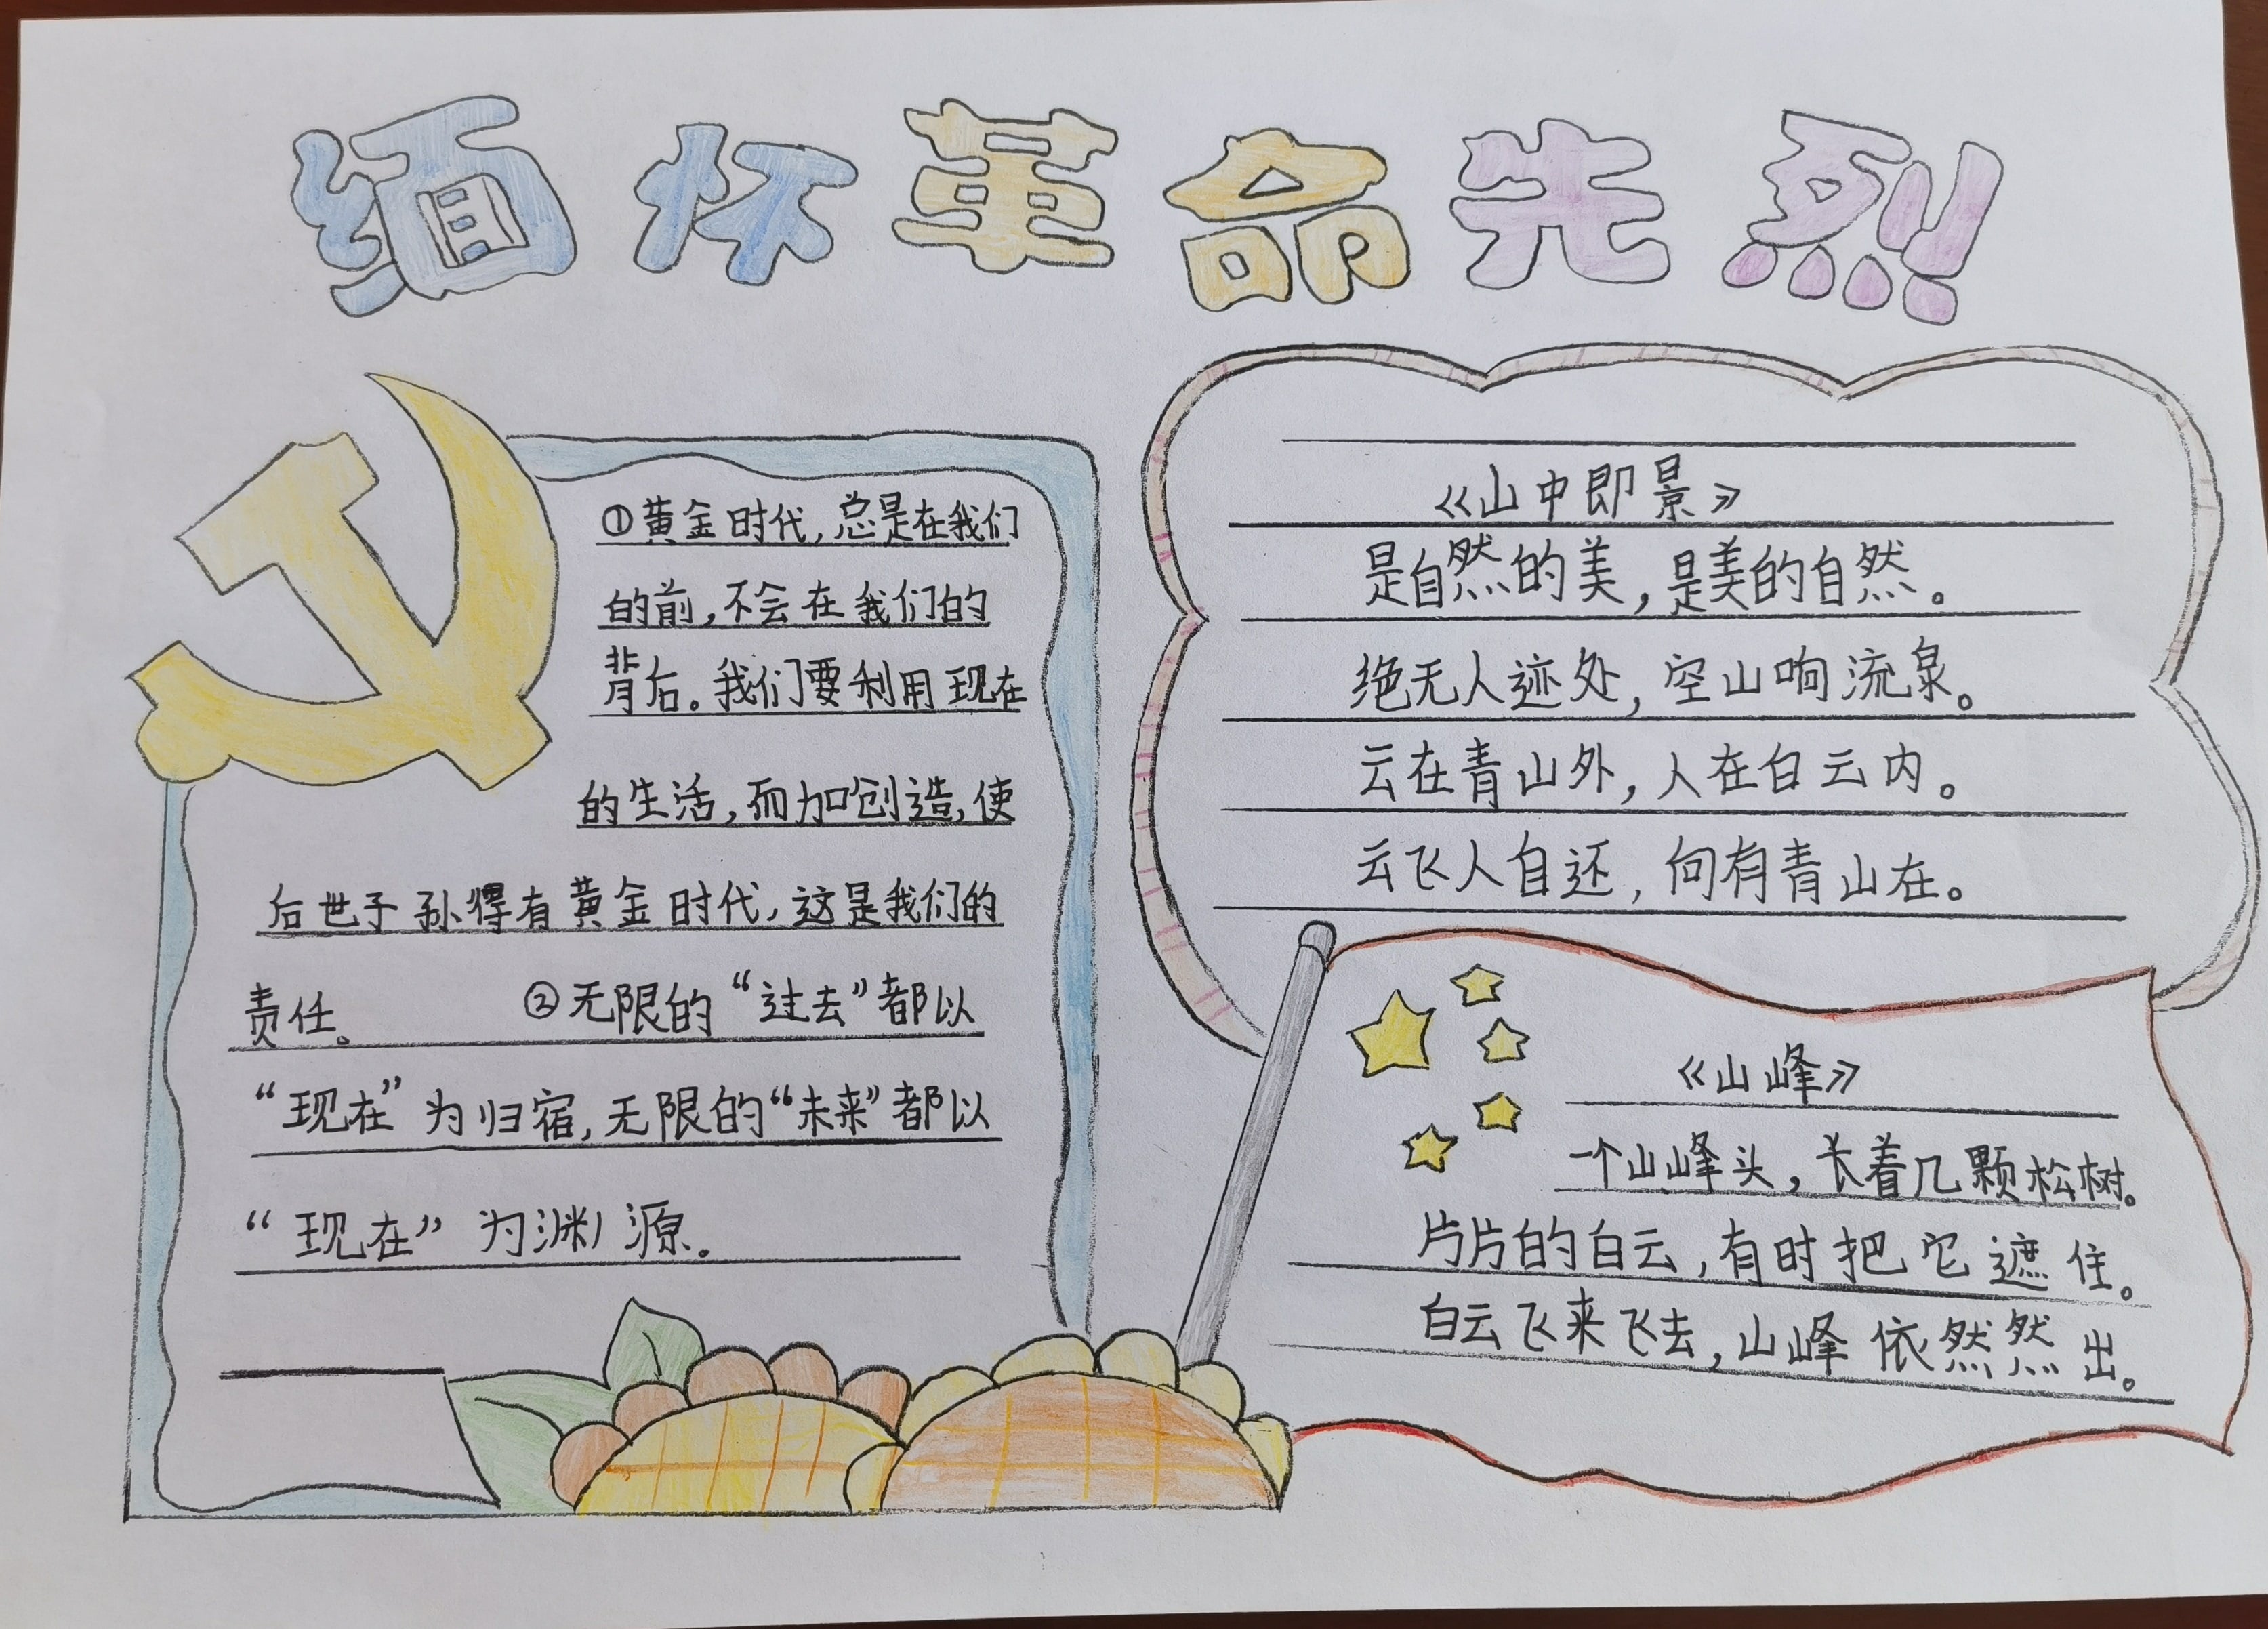 缅怀革命先烈
①黄金时代,总是在我们
的前,不会在我们的
背后。我们要利用现在
的生活,而加创造,使
后世子孙得有黄金时代,这是我们的
责任。 ②无限的“过去”都以
“现在”为归宿,无限的“未来”都以
“现在”为渊源。
《山中即景》
是自然的美,是美的自然。
绝无人迹处,空山响流泉。
云在青山外,人在白云内。
云飞人自还,向有青山在。
《山峰》
一个山峰头,长着几颗松树。
片片的白云,有时把它遮住。
白云飞来飞去,山峰依然然出。